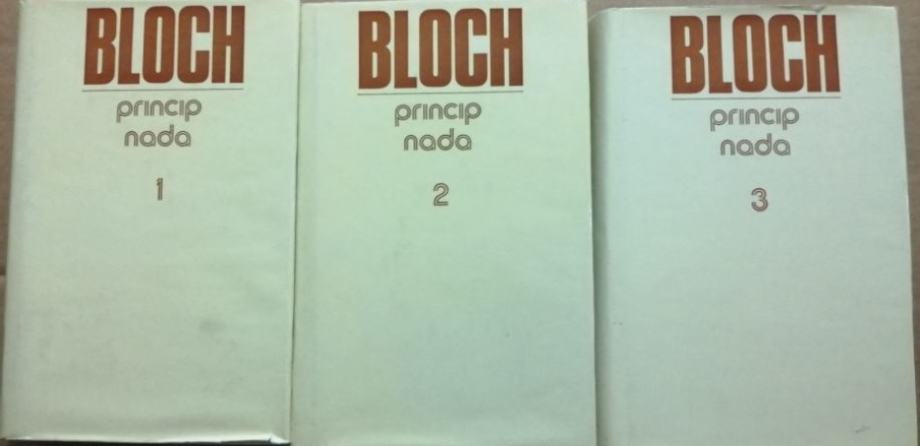 BLOCH
princip
nada
1
BLOCH
princip
nada
2
BLOCH
princip
nada
3